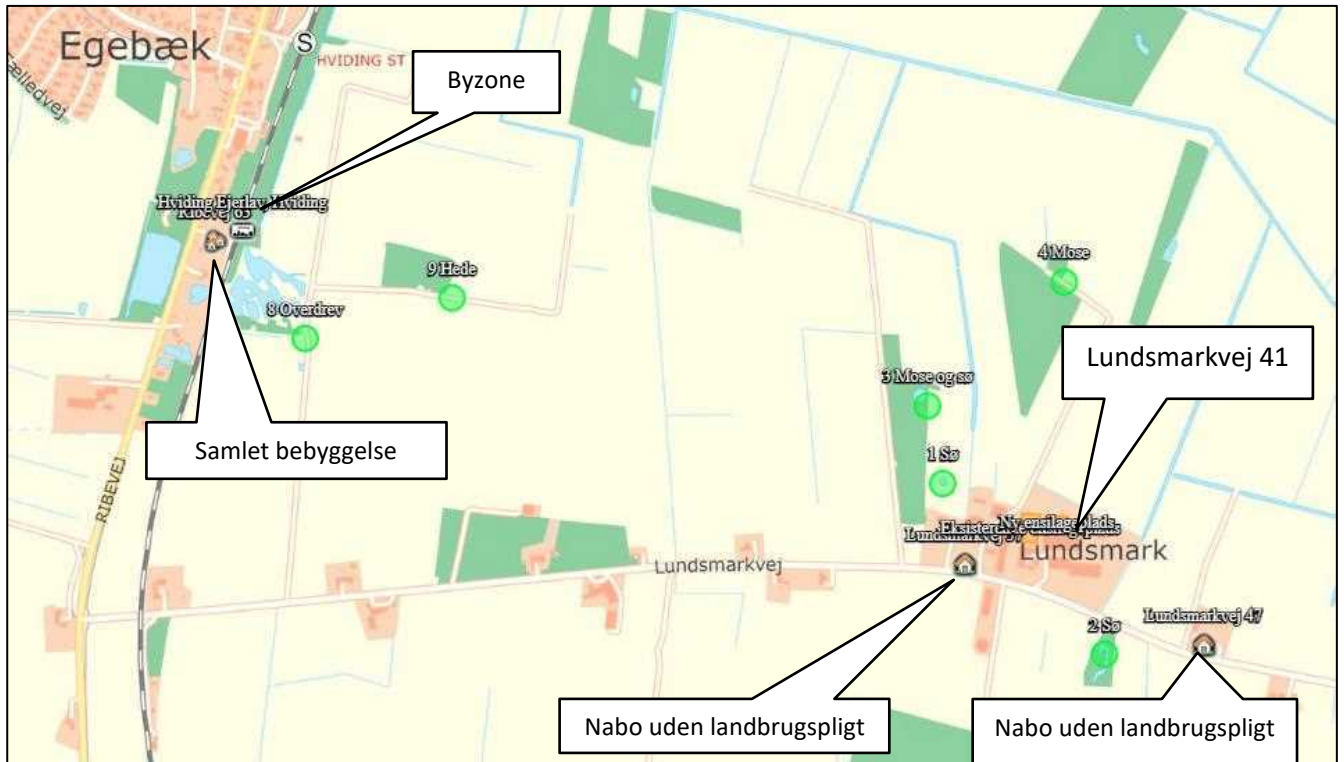 Egebæk
S
HVIDING ST
Fælledvej
Byzone
Hviding Ejerlav, Hviding
Ribevej 65
9 Hede
8 Overdrev
4 Mose
Lundsmarkvej 41
3 Mose og sø
Samlet bebyggelse
1 Sø
RIBEVEJ
Ny ensilageplads
Lundsmarkvej 37
Lundsmark
Lundsmarkvej
2 Sø
Lundsmarkvej 47
Nabo uden landbrugspligt
Nabo uden landbrugspligt